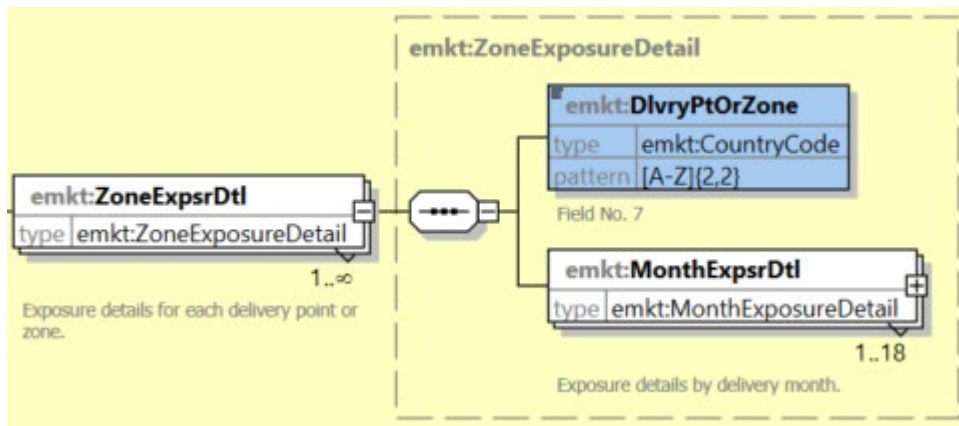 emkt:ZoneExposureDetail
emkt:DlvryPtOrZone
type emkt:CountryCode
pattern [A-Z]{2,2}
Field No. 7
emkt:ZoneExpsrDtl
type emkt:ZoneExposureDetail
1..∞
Exposure details for each delivery point or
zone.
emkt:MonthExpsrDtl
type emkt:MonthExposureDetail
1..18
Exposure details by delivery month.